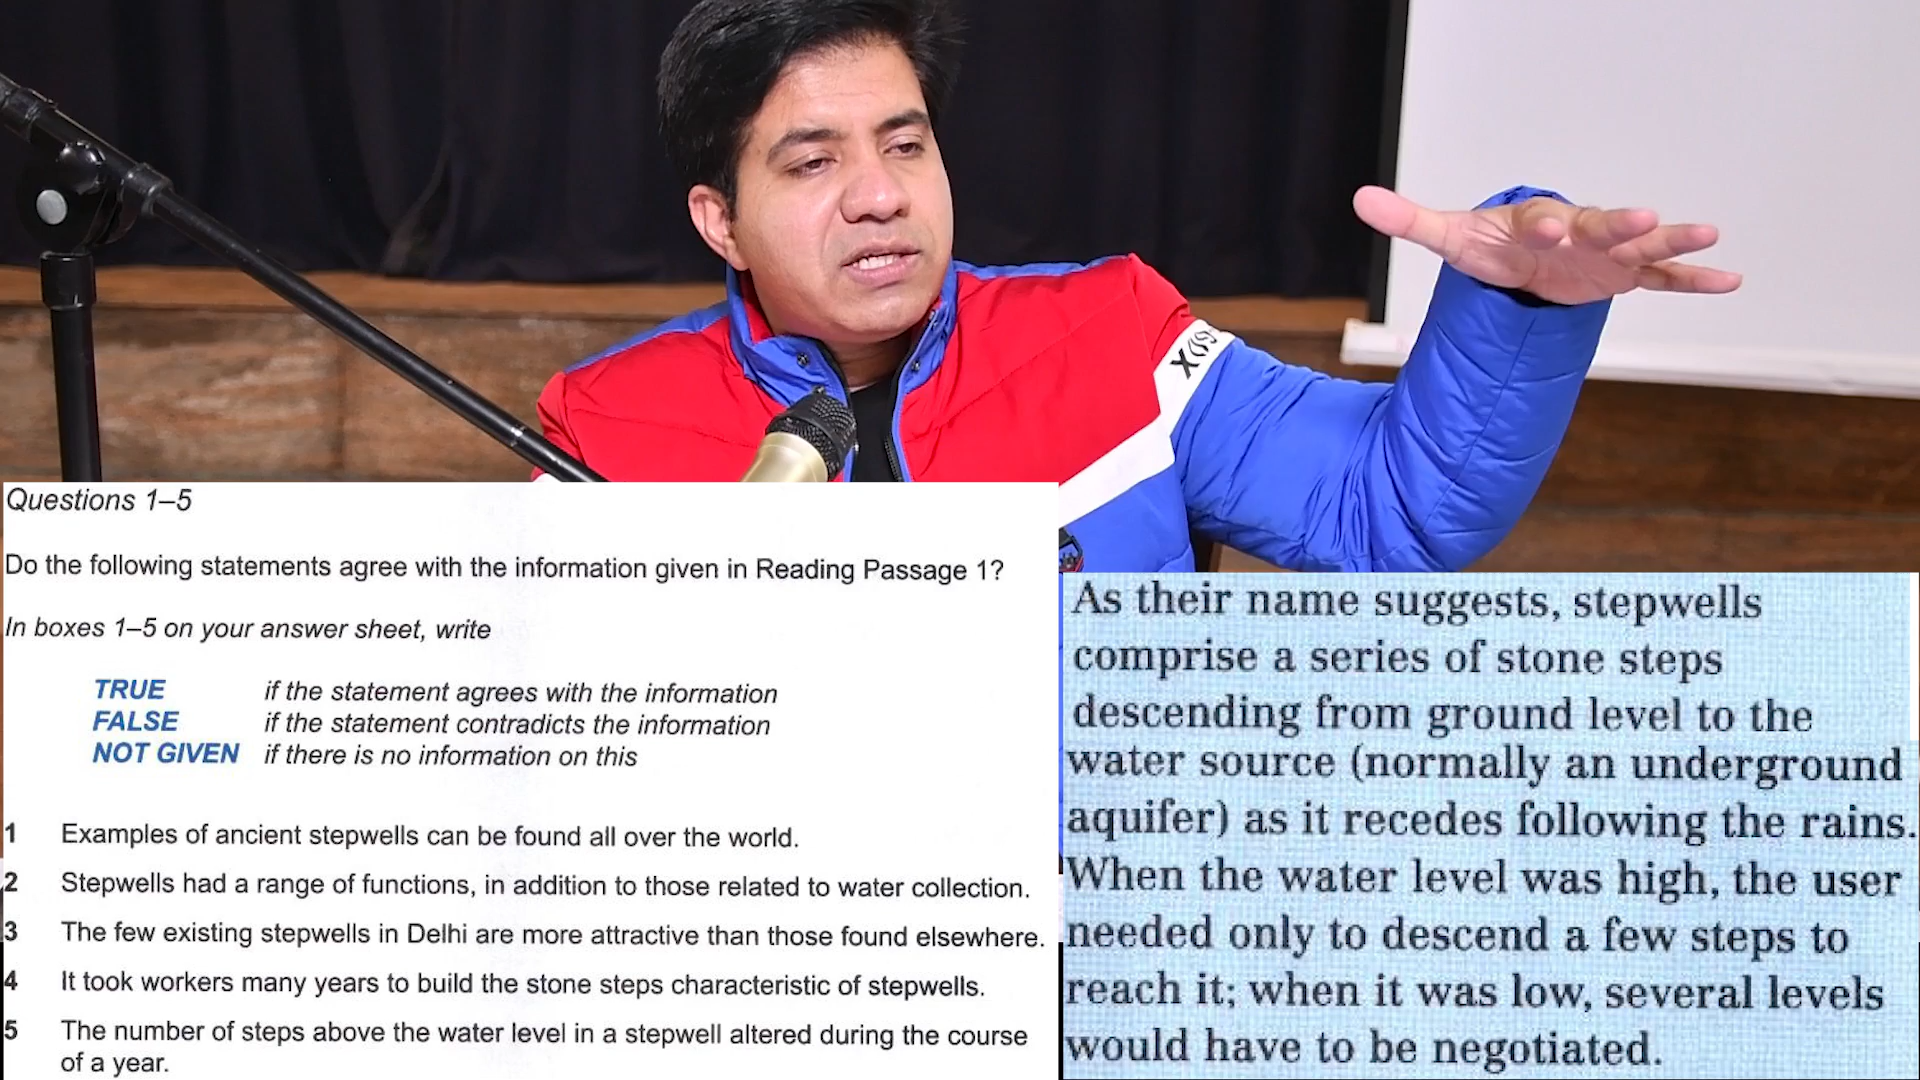 Questions 1–5
Do the following statements agree with the information given in Reading Passage 1?
In boxes 1–5 on your answer sheet, write
TRUE if the statement agrees with the information
FALSE if the statement contradicts the information
NOT GIVEN if there is no information on this
1 Examples of ancient stepwells can be found all over the world.
2 Stepwells had a range of functions, in addition to those related to water collection.
3 The few existing stepwells in Delhi are more attractive than those found elsewhere.
4 It took workers many years to build the stone steps characteristic of stepwells.
5 The number of steps above the water level in a stepwell altered during the course
of a year.
As their name suggests, stepwells
comprise a series of stone steps
descending from ground level to the
water source (normally an underground
aquifer) as it recedes following the rains.
When the water level was high, the user
needed only to descend a few steps to
reach it; when it was low, several levels
would have to be negotiated.